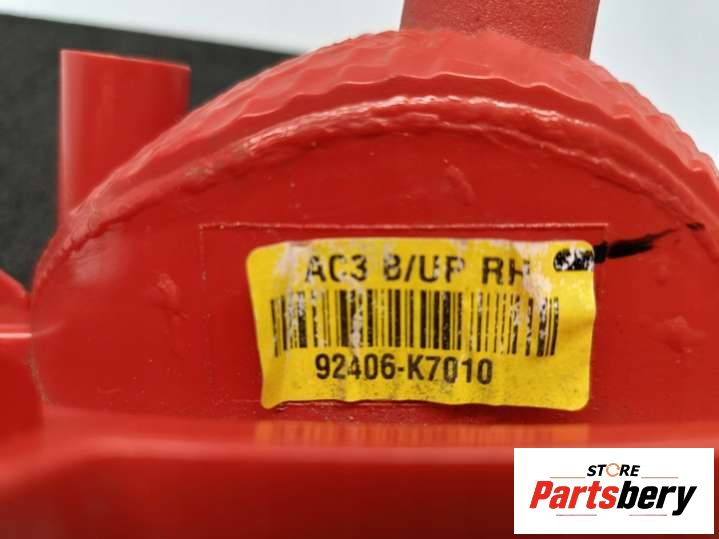 AC3 B/UP RH
92406-K7010
STORE
Partsbery